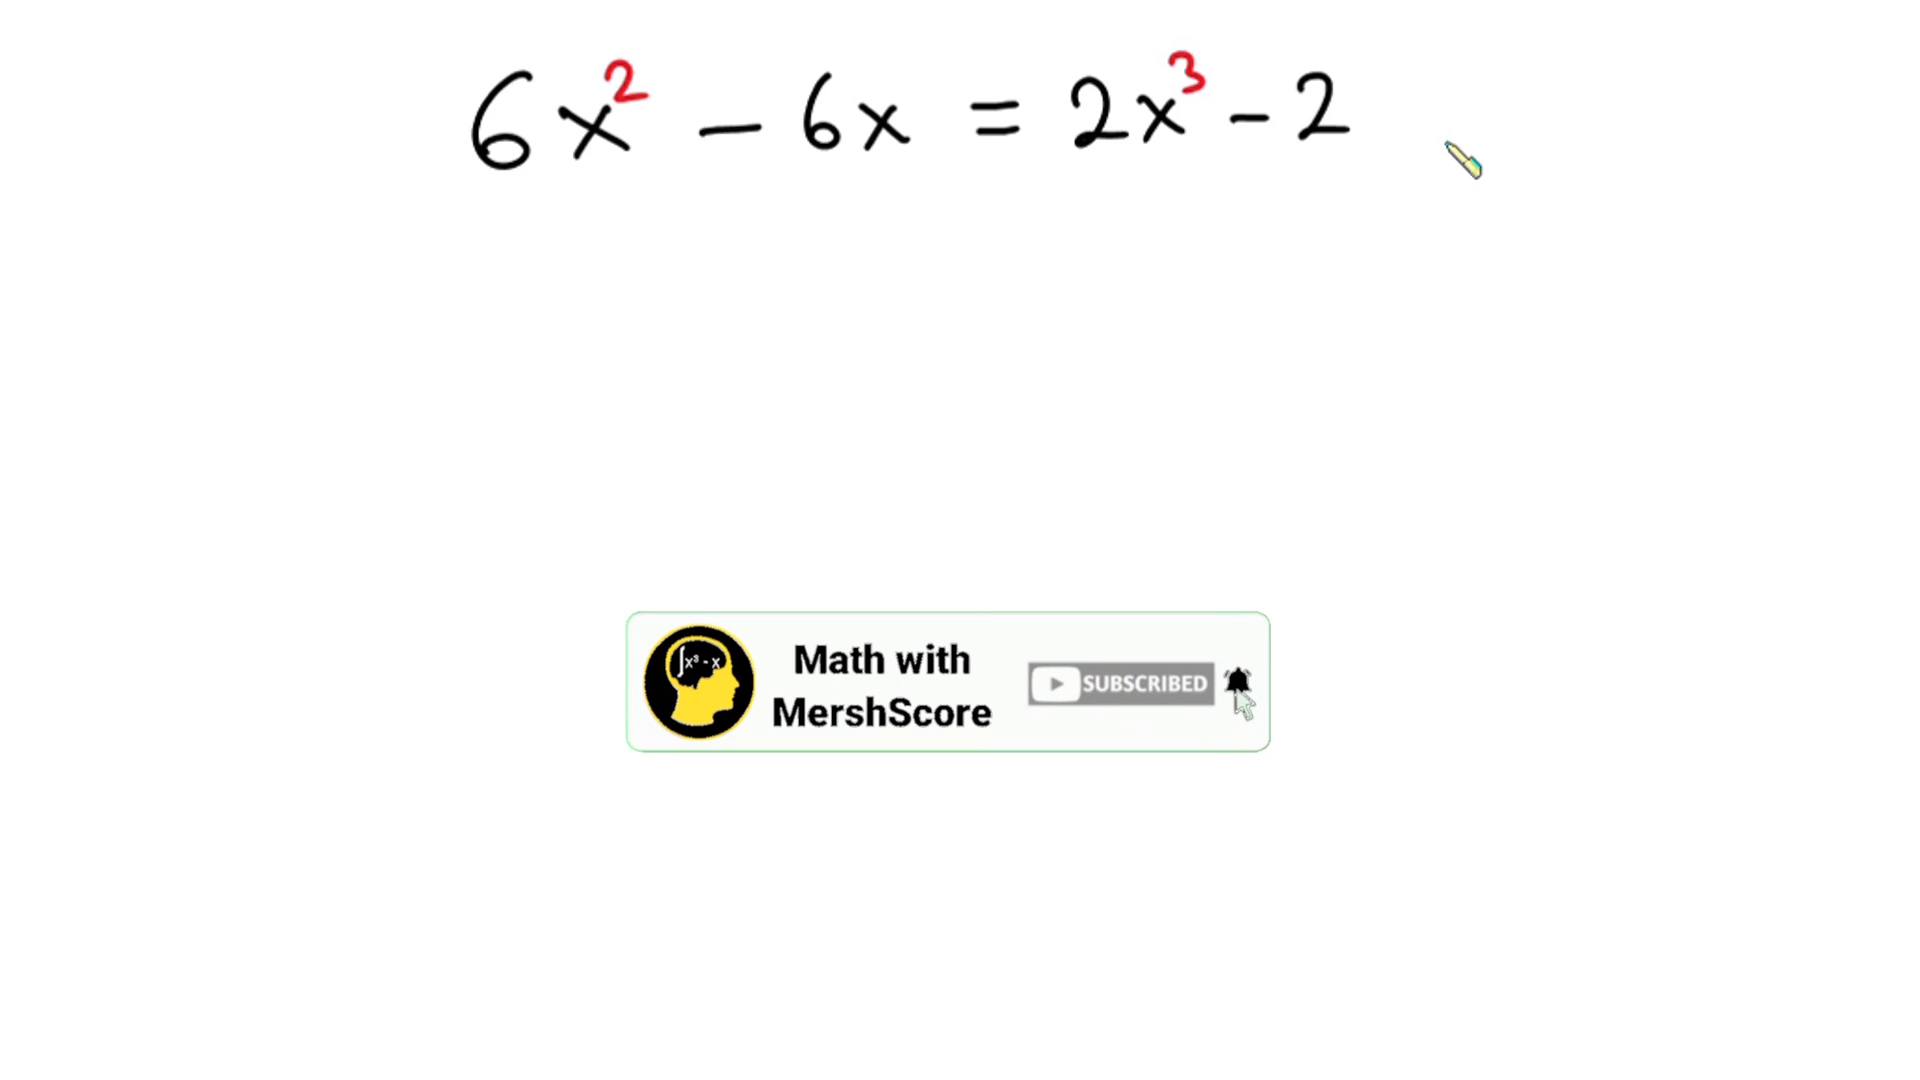 6x² - 6x = 2x³ - 2
∫x³ - x
Math with
MershScore
SUBSCRIBED